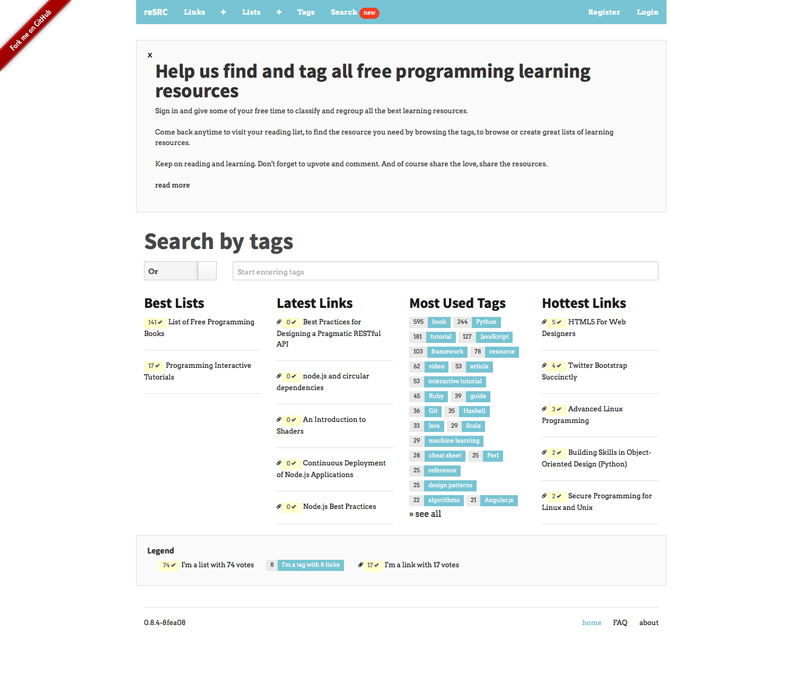 Fork me on GitHub
reSRC Links + Lists + Tags Search new Register Login
x
Help us find and tag all free programming learning
resources
Sign in and give some of your free time to classify and regroup all the best learning resources.
Come back anytime to visit your reading list, to find the resource you need by browsing the tags, to browse or create great lists of learning
resources.
Keep on reading and learning. Don't forget to upvote and comment. And of course share the love, share the resources.
read more
Search by tags
Or
Start entering tags
Best Lists
141✔ List of Free Programming
Books
17✔ Programming Interactive
Tutorials
Latest Links
0✔ Best Practices for
Designing a Pragmatic RESTful
API
0✔ node.js and circular
dependencies
0✔ An Introduction to
Shaders
0✔ Continuous Deployment
of Node.js Applications
0✔ Node.js Best Practices
Most Used Tags
595 book 244 Python
181 tutorial 127 JavaScript
103 framework 78 resource
62 video 53 article
53 interactive tutorial
45 Ruby 39 guide
36 Git 35 Haskell
33 Java 29 Scala
29 machine learning
28 cheat sheet 25 Perl
25 reference
25 design patterns
22 algorithms 21 Angular.js
» see all
Hottest Links
5✔ HTML5 For Web
Designers
4✔ Twitter Bootstrap
Succinctly
3✔ Advanced Linux
Programming
2✔ Building Skills in Object-
Oriented Design (Python)
2✔ Secure Programming for
Linux and Unix
Legend
74✔ I'm a list with 74 votes 8 I'm a tag with 8 links 17✔ I'm a link with 17 votes
0.8.4-8fea08 home FAQ about